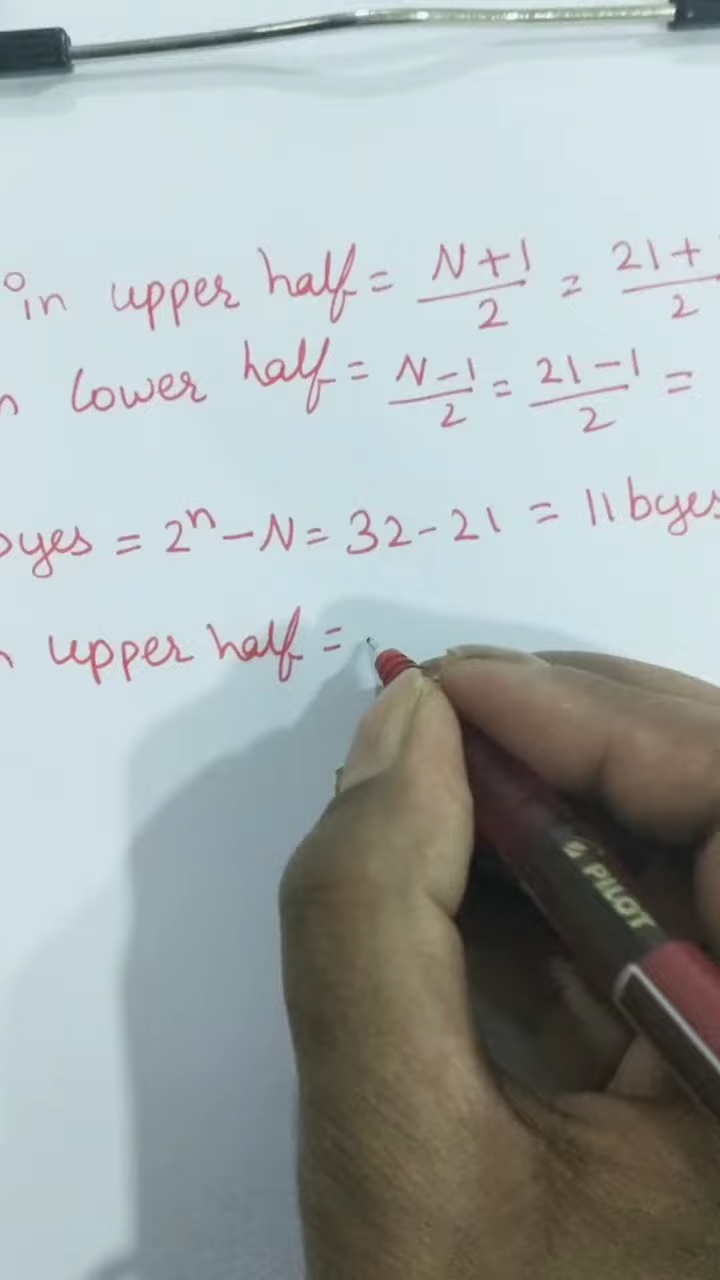 in upper half = N+1/2 = 21+/2
lower half = N-1/2 = 21-1/2 =
byes = 2ⁿ-N = 32-21 = 11 byes
upper half =
PILOT